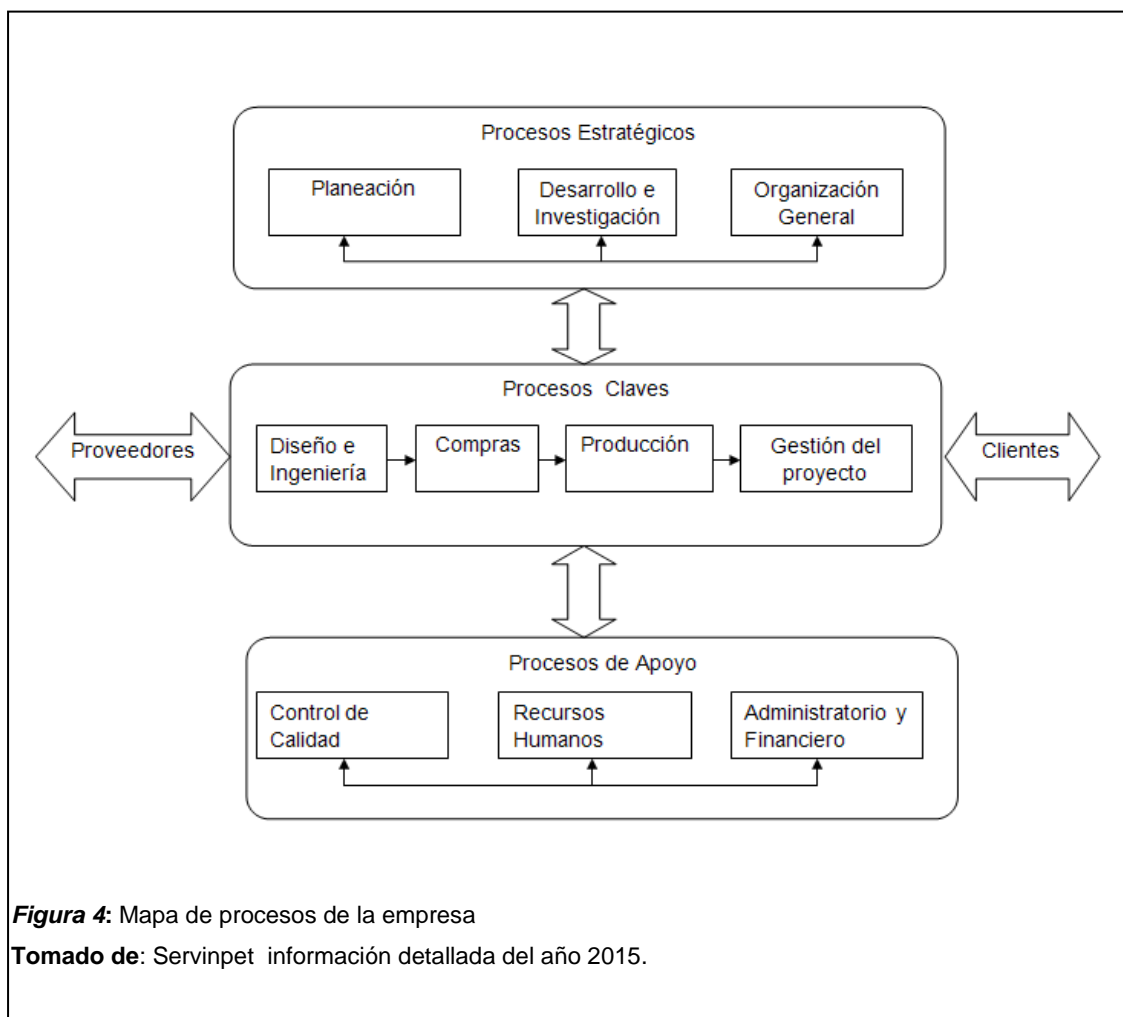 Procesos Estratégicos
Planeación
Desarrollo e
Investigación
Organización
General
Procesos Claves
Proveedores
Diseño e
Ingeniería
Compras
Producción
Gestión del
proyecto
Clientes
Procesos de Apoyo
Control de
Calidad
Recursos
Humanos
Administratorio y
Financiero
Figura 4: Mapa de procesos de la empresa
Tomado de: Servinpet información detallada del año 2015.